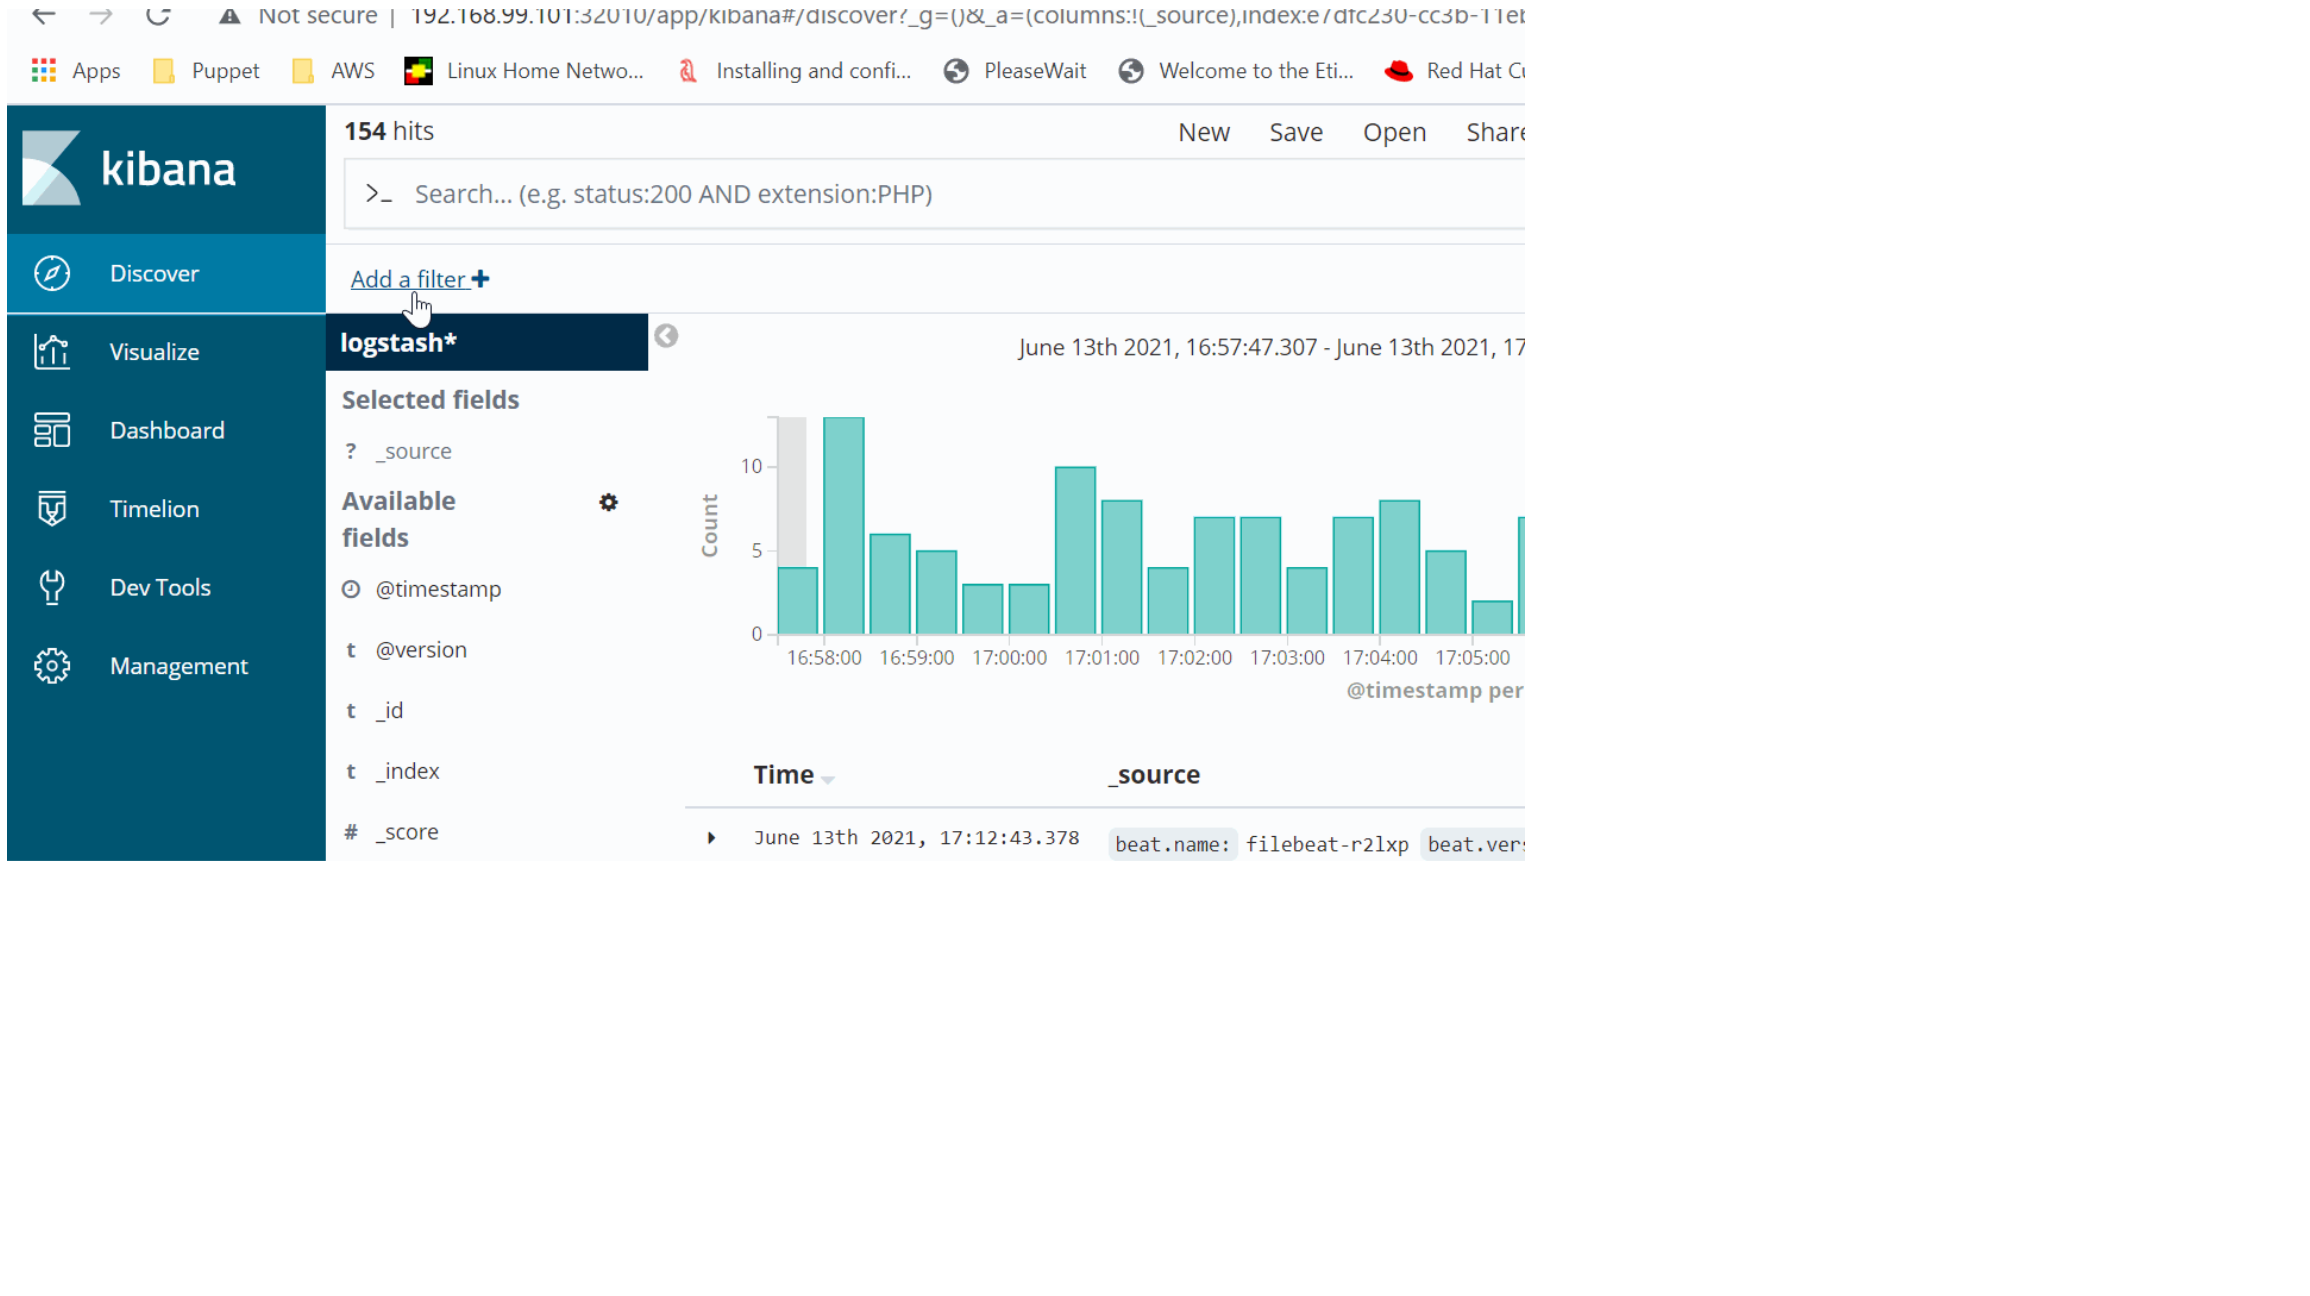 Not secure | 192.168.99.101:32010/app/kibana#/discover?_g=()&_a=(columns:!(_source),index:e7dfc230-cc3b-11eb
Apps Puppet AWS Linux Home Netwo... Installing and confi... PleaseWait Welcome to the Eti... Red Hat Cu
kibana
154 hits
New Save Open Share
>_ Search... (e.g. status:200 AND extension:PHP)
Discover
Add a filter +
Visualize
Dashboard
Timelion
Dev Tools
Management
logstash*
Selected fields
? _source
Available
fields
@timestamp
t @version
t _id
t _index
# _score
June 13th 2021, 16:57:47.307 - June 13th 2021, 17
Count
10
5
0
16:58:00 16:59:00 17:00:00 17:01:00 17:02:00 17:03:00 17:04:00 17:05:00
@timestamp per
Time _source
June 13th 2021, 17:12:43.378 beat.name: filebeat-r2lxp beat.vers